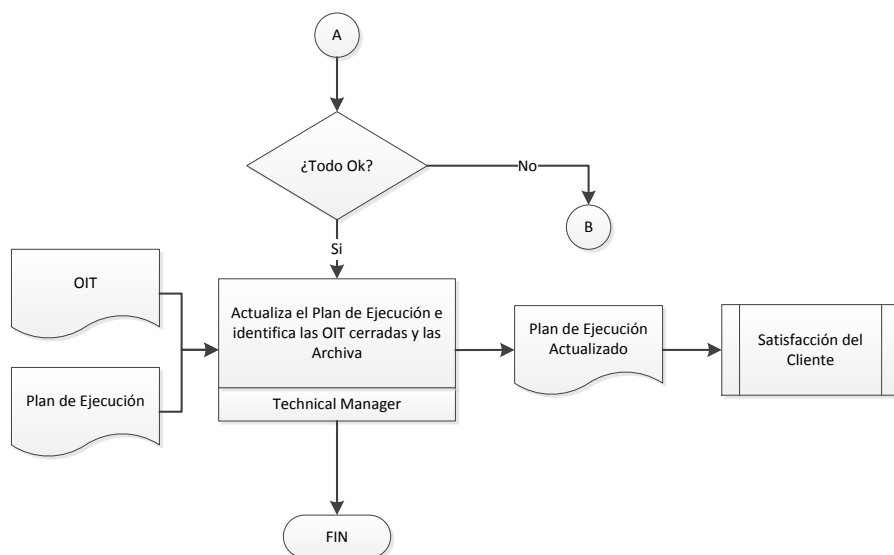 A
¿Todo Ok?
No
B
Si
OIT
Actualiza el Plan de Ejecución e
identifica las OIT cerradas y las
Archiva
Technical Manager
Plan de Ejecución
Plan de Ejecución
Actualizado
Satisfacción del
Cliente
FIN